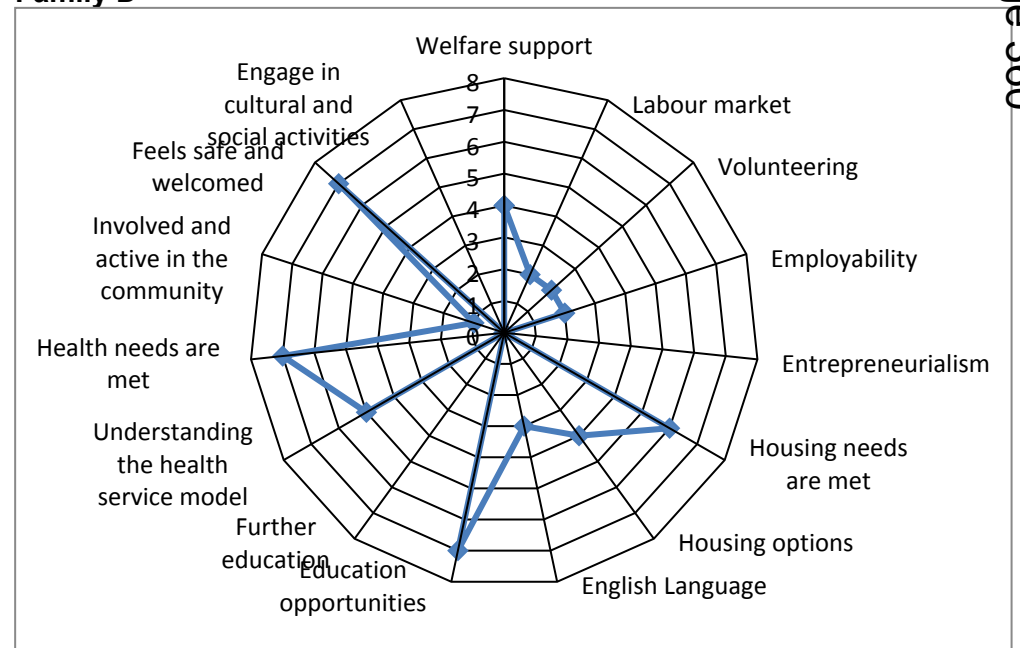 Welfare support
Labour market
Volunteering
Employability
Entrepreneurialism
Housing needs
are met
Housing options
English Language
Education
opportunities
Further
education
Understanding
the health
service model
Health needs are
met
Involved and
active in the
community
Feels safe and
welcomed
Engage in
cultural and
social activities
8
7
6
5
4
3
2
1
0